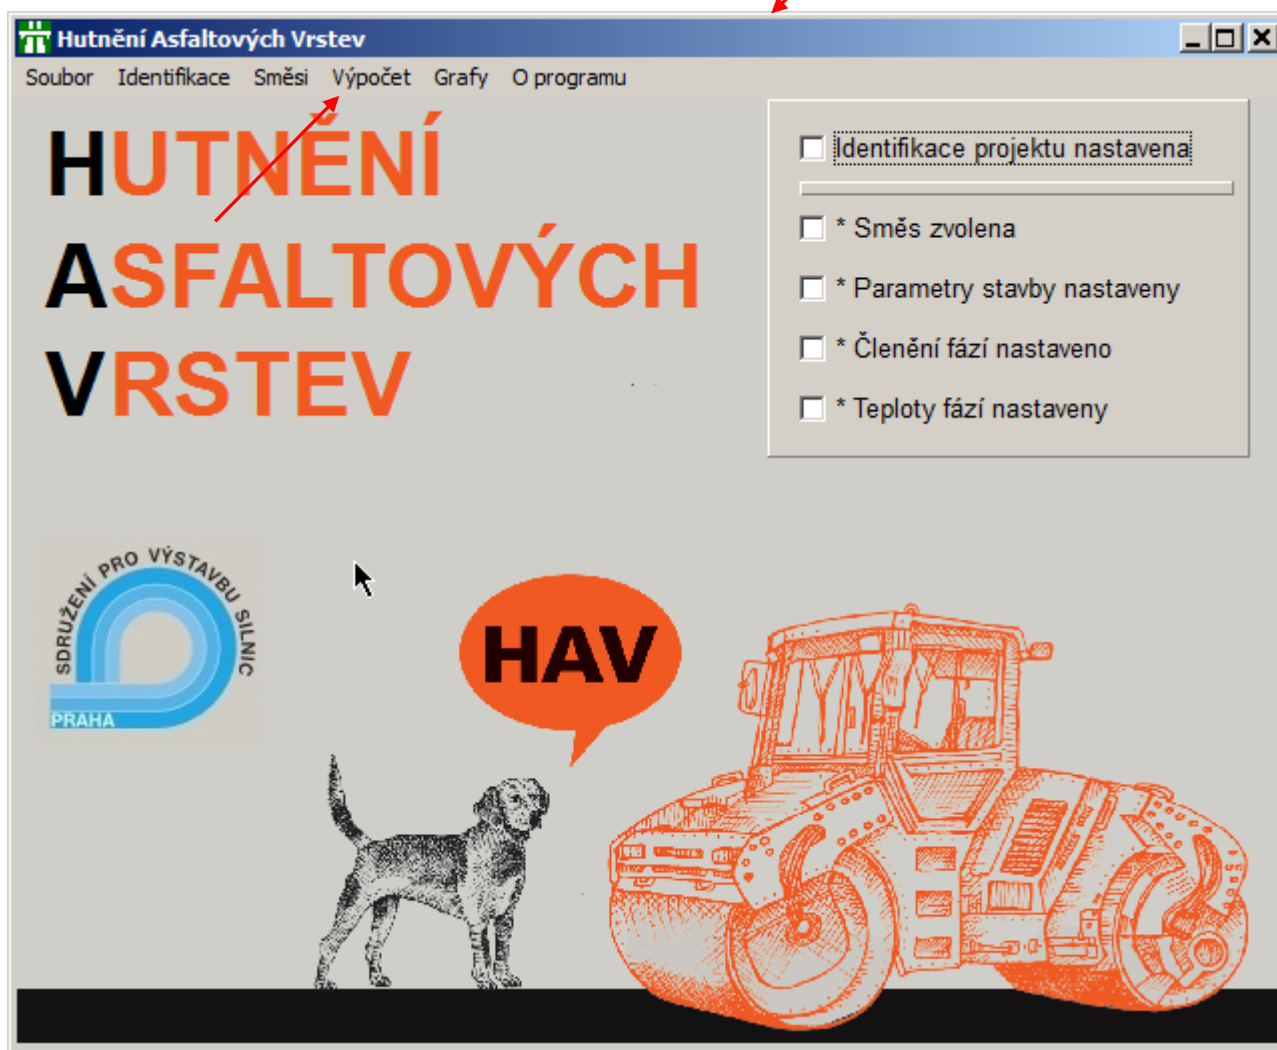 Hutnění Asfaltových Vrstev
Soubor Identifikace Směsi Výpočet Grafy O programu
HUTNĚNÍ
ASFALTOVÝCH
VRSTEV
Identifikace projektu nastavena
* Směs zvolena
* Parametry stavby nastaveny
* Členění fází nastaveno
* Teploty fází nastaveny
SDRUŽENÍ PRO VÝSTAVBU SILNIC
PRAHA
HAV